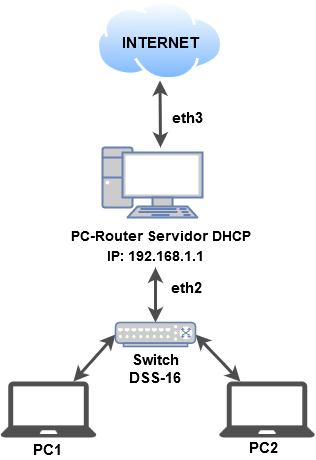 INTERNET
eth3
PC-Router Servidor DHCP
IP: 192.168.1.1
eth2
Switch
DSS-16
PC1
PC2